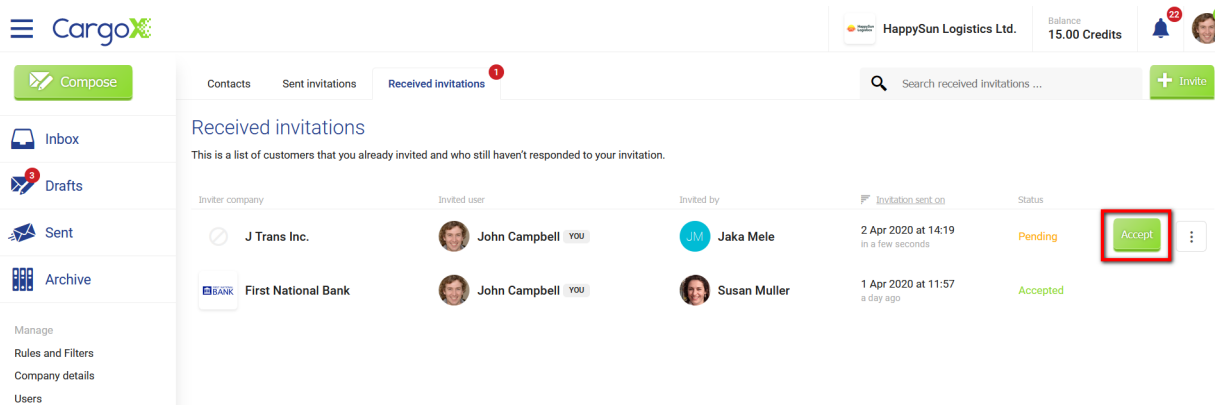 CargoX
HappySun Logistics Ltd.
Balance
15.00 Credits
22
Compose
Contacts
Sent invitations
Received invitations
1
Search received invitations ...
Invite
Inbox
3
Drafts
Sent
Archive
Manage
Rules and Filters
Company details
Users
Received invitations
This is a list of customers that you already invited and who still haven't responded to your invitation.
Inviter company
Invited user
Invited by
Invitation sent on
Status
J Trans Inc.
John Campbell YOU
JM
Jaka Mele
2 Apr 2020 at 14:19
in a few seconds
Pending
Accept
BANK
First National Bank
John Campbell YOU
Susan Muller
1 Apr 2020 at 11:57
a day ago
Accepted